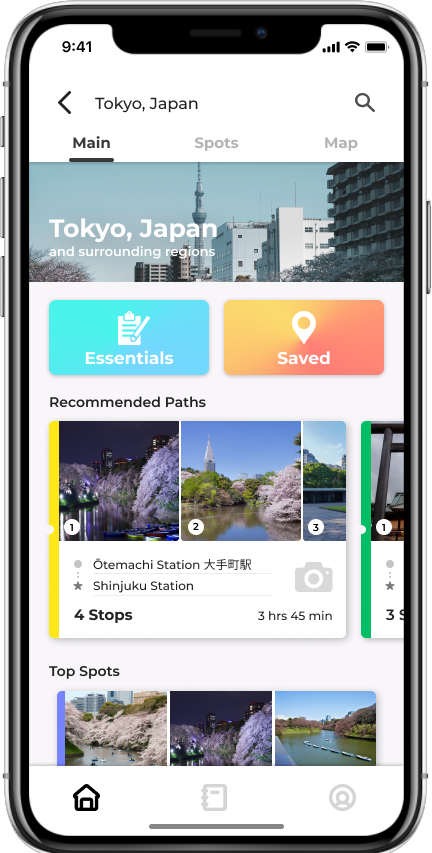 9:41
Tokyo, Japan
Main Spots Map
Tokyo, Japan
and surrounding regions
Essentials Saved
Recommended Paths
1 2 3 1
Ōtemachi Station 大手町駅
Shinjuku Station
4 Stops 3 hrs 45 min 3 S
Top Spots